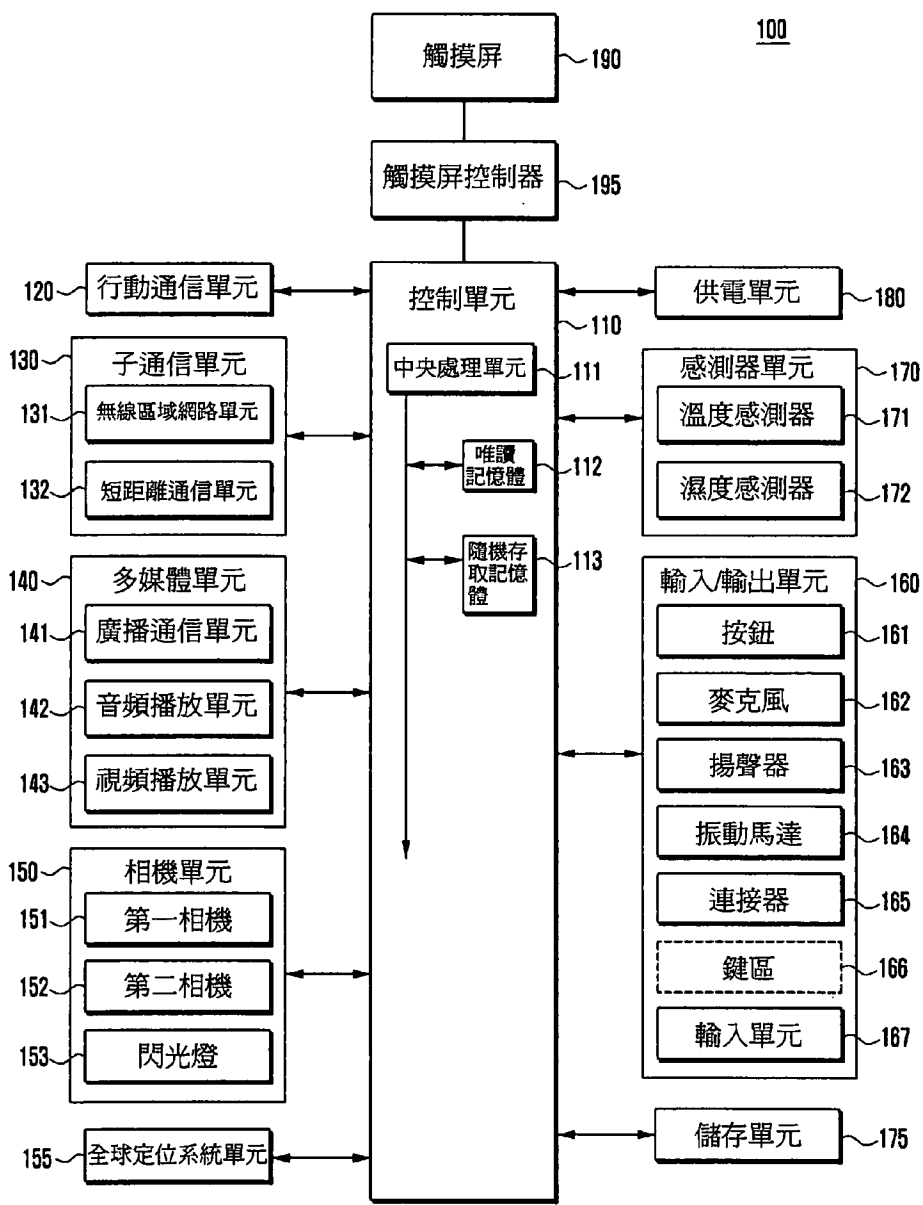 100
觸摸屏
190
觸摸屏控制器
195
120
行動通信單元
控制單元
110
供電單元
180
130
子通信單元
131
無線區域網路單元
132
短距離通信單元
中央處理單元
111
唯讀
記憶體
112
隨機存
取記憶
體
113
感測器單元
170
溫度感測器
171
濕度感測器
172
140
多媒體單元
141
廣播通信單元
142
音頻播放單元
143
視頻播放單元
輸入/輸出單元
160
按鈕
161
麥克風
162
揚聲器
163
振動馬達
164
連接器
165
鍵區
166
輸入單元
167
150
相機單元
151
第一相機
152
第二相機
153
閃光燈
155
全球定位系統單元
儲存單元
175